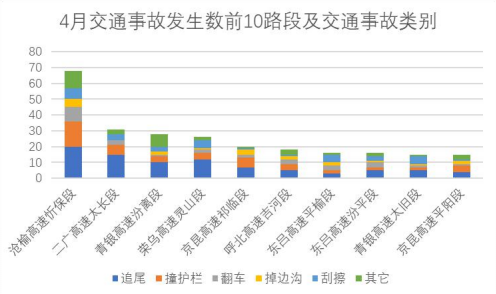 4月交通事故发生数前10路段及交通事故类别
80
70
60
50
40
30
20
10
0
沧榆高速忻保段
二广高速太长段
青银高速汾离段
荣乌高速灵山段
京昆高速祁临段
呼北高速吉河段
东吕高速平榆段
东吕高速汾平段
青银高速太旧段
京昆高速平阳段
追尾 撞护栏 翻车 掉边沟 刮擦 其它